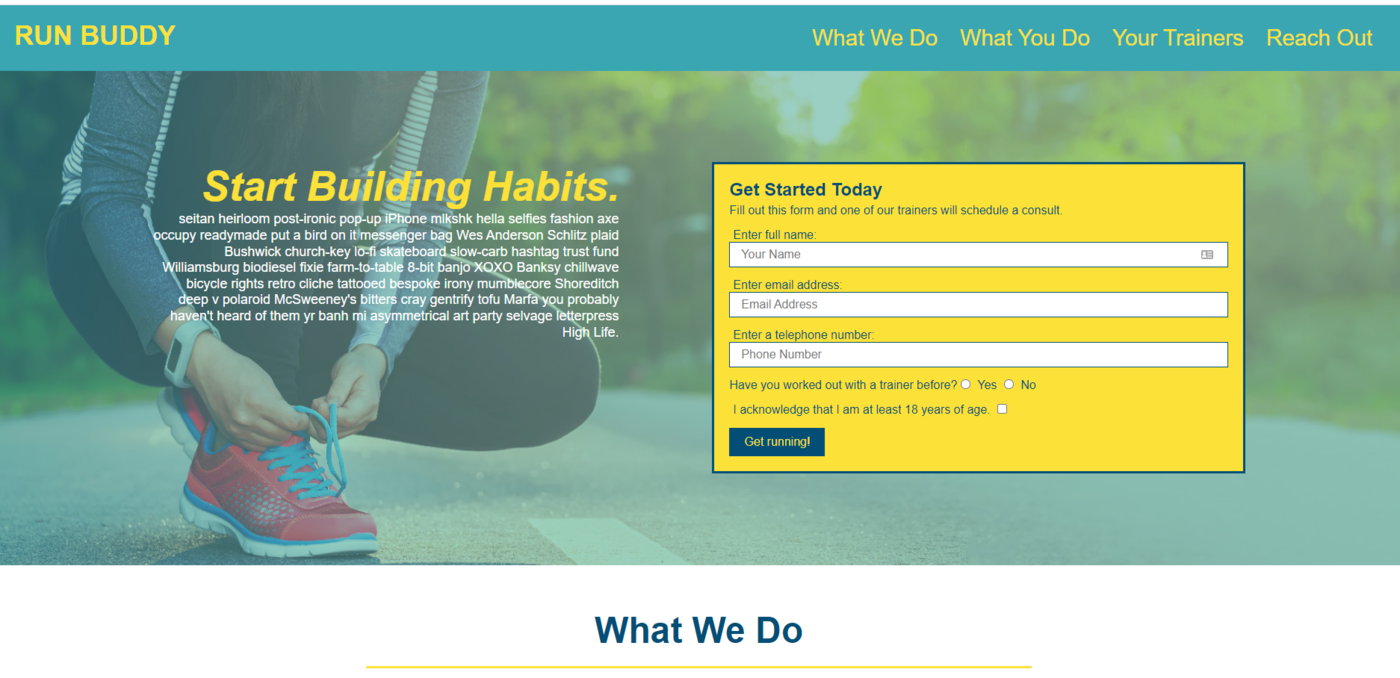 RUN BUDDY
What We Do What You Do Your Trainers Reach Out
Start Building Habits.
seitan heirloom post-ironic pop-up iPhone mlkshk hella selfies fashion axe
occupy readymade put a bird on it messenger bag Wes Anderson Schlitz plaid
Bushwick church-key lo-fi skateboard slow-carb hashtag trust fund
Williamsburg biodiesel fixie farm-to-table 8-bit banjo XOXO Banksy chillwave
bicycle rights retro cliche tattooed bespoke irony mumblecore Shoreditch
deep v polaroid McSweeney's bitters cray gentrify tofu Marfa you probably
haven't heard of them yr banh mi asymmetrical art party selvage letterpress
High Life.
Get Started Today
Fill out this form and one of our trainers will schedule a consult.
Enter full name:
Your Name
Enter email address:
Email Address
Enter a telephone number:
Phone Number
Have you worked out with a trainer before? Yes No
I acknowledge that I am at least 18 years of age.
Get running!
What We Do